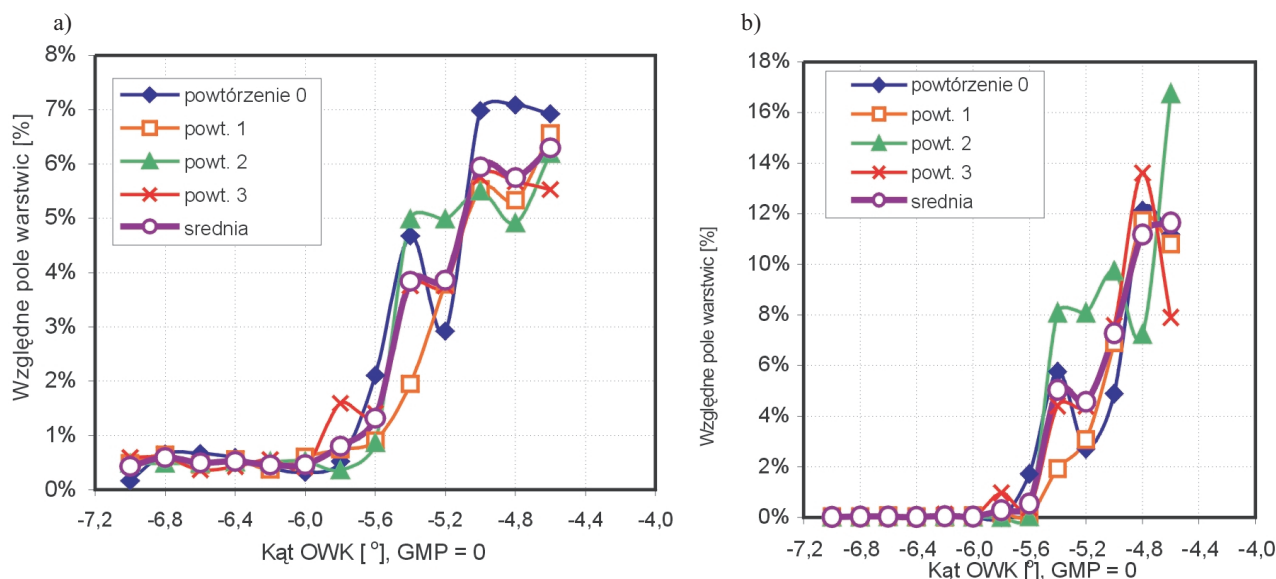 a)
8%
7%
6%
5%
4%
3%
2%
1%
0%
Względne pole warstwic [%]
powtórzenie 0
powt. 1
powt. 2
powt. 3
srednia
-7,2 -6,8 -6,4 -6,0 -5,6 -5,2 -4,8 -4,4 -4,0
Kąt OWK [°], GMP = 0
b)
18%
16%
14%
12%
10%
8%
6%
4%
2%
0%
Względne pole warstwic [%]
powtórzenie 0
powt. 1
powt. 2
powt. 3
srednia
-7,2 -6,8 -6,4 -6,0 -5,6 -5,2 -4,8 -4,4 -4,0
Kąt OWK [°], GMP = 0